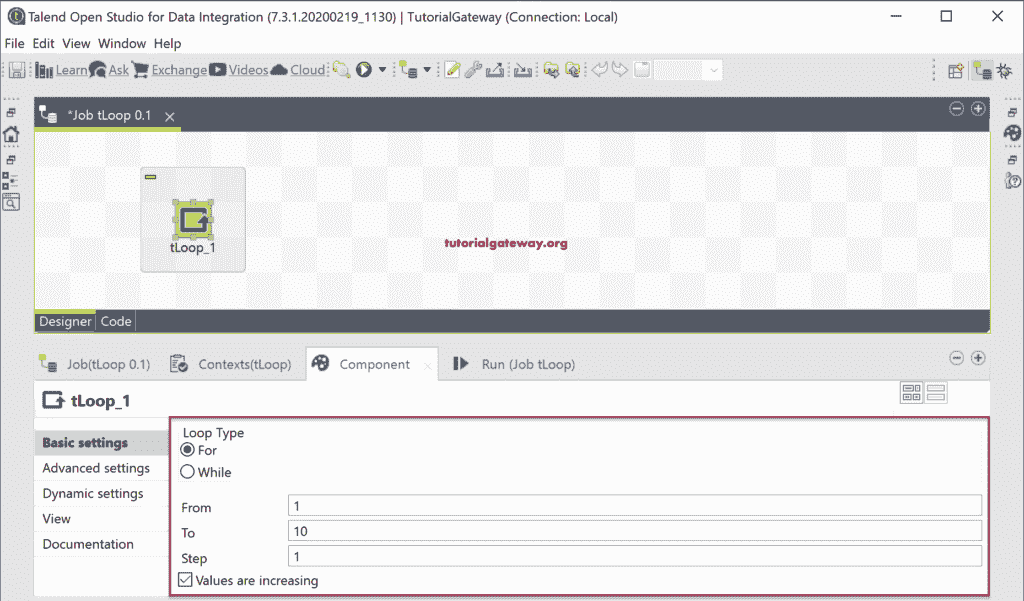 Talend Open Studio for Data Integration (7.3.1.20200219_1130) | TutorialGateway (Connection: Local)
File Edit View Window Help
Learn Ask Exchange Videos Cloud
*Job tLoop 0.1
tLoop_1
tutorialgateway.org
Designer Code
Job(tLoop 0.1) Contexts(tLoop) Component Run (Job tLoop)
tLoop_1
Basic settings
Advanced settings
Dynamic settings
View
Documentation
Loop Type
For
While
From 1
To 10
Step 1
Values are increasing